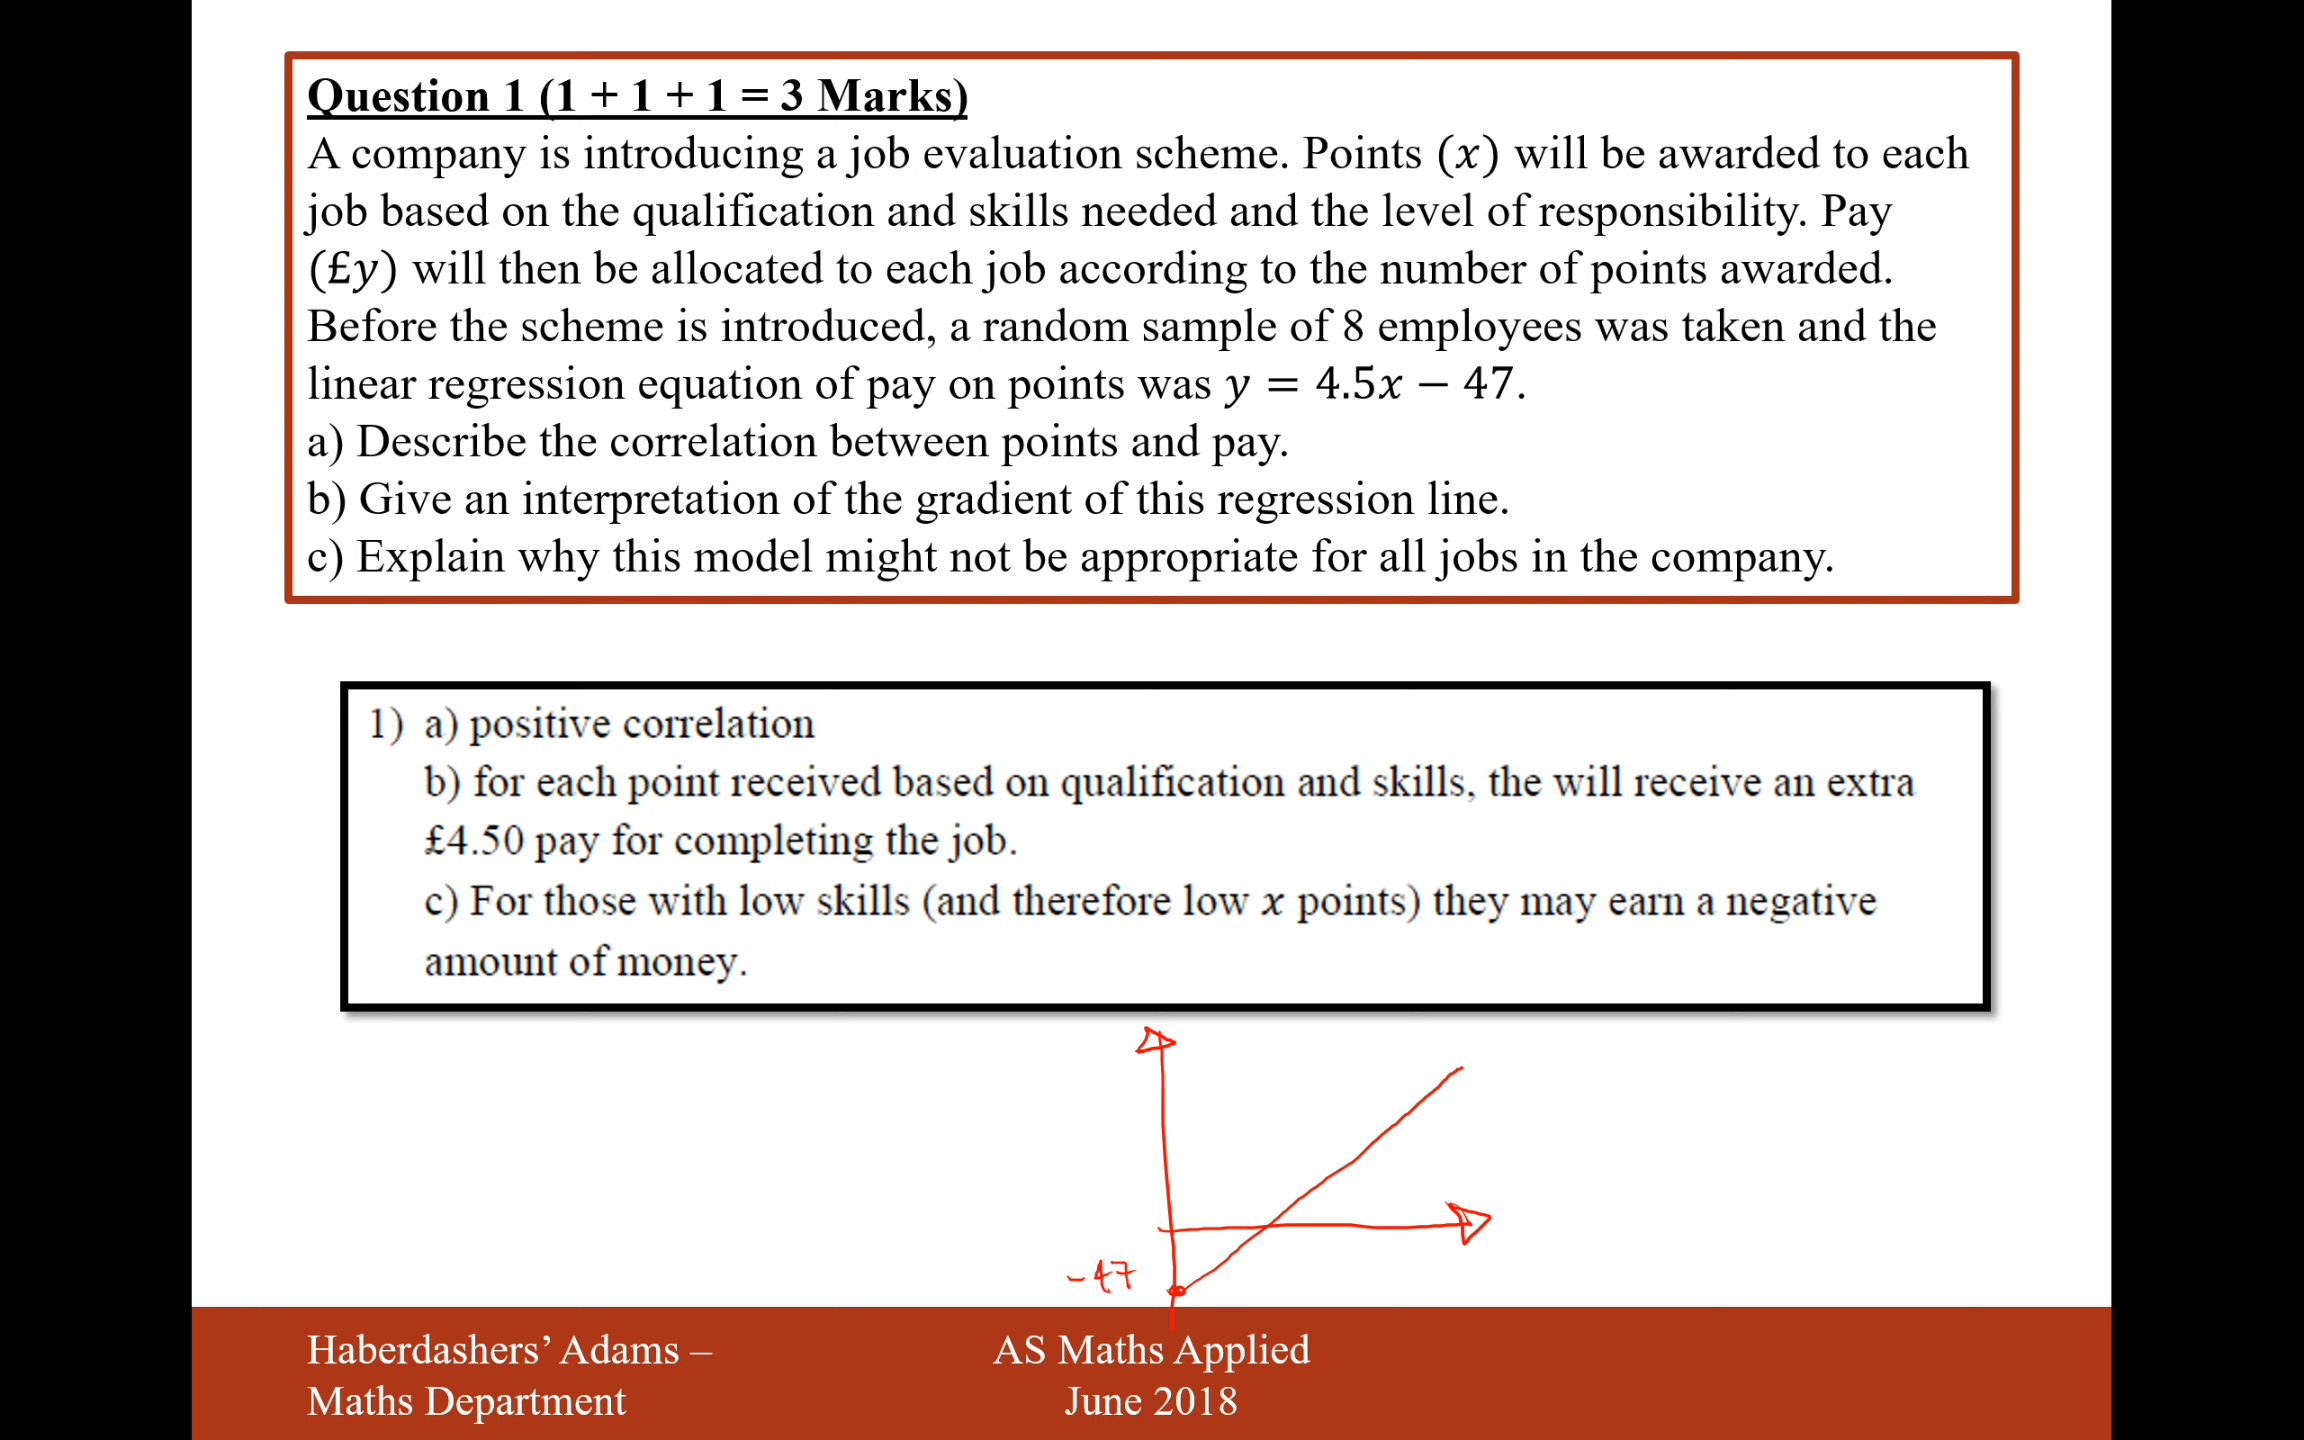 Question 1 (1 + 1 + 1 = 3 Marks)
A company is introducing a job evaluation scheme. Points (x) will be awarded to each
job based on the qualification and skills needed and the level of responsibility. Pay
(£y) will then be allocated to each job according to the number of points awarded.
Before the scheme is introduced, a random sample of 8 employees was taken and the
linear regression equation of pay on points was y = 4.5x − 47.
a) Describe the correlation between points and pay.
b) Give an interpretation of the gradient of this regression line.
c) Explain why this model might not be appropriate for all jobs in the company.
1) a) positive correlation
b) for each point received based on qualification and skills, the will receive an extra
£4.50 pay for completing the job.
c) For those with low skills (and therefore low x points) they may earn a negative
amount of money.
-47
Haberdashers’ Adams –
Maths Department
AS Maths Applied
June 2018